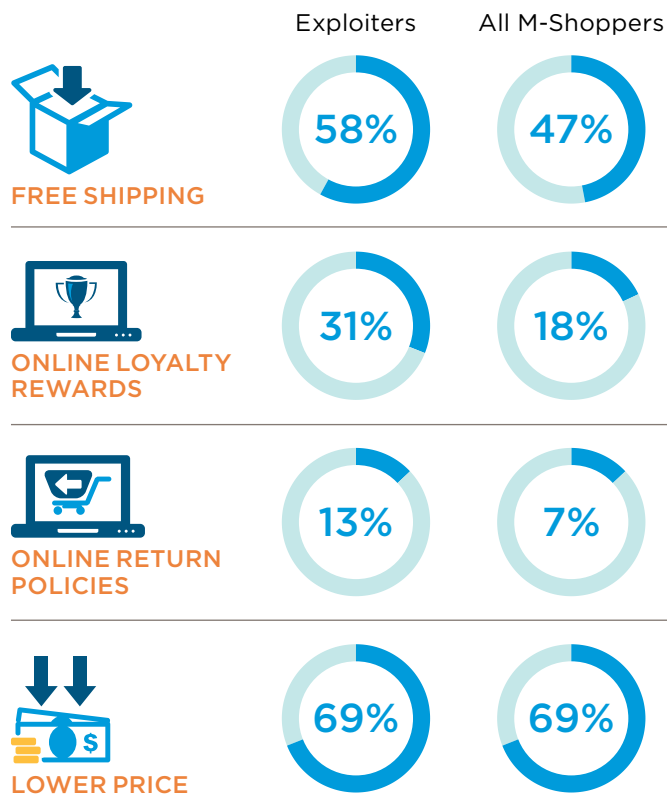 Exploiters All M-Shoppers
58% 47%
FREE SHIPPING
31% 18%
ONLINE LOYALTY
REWARDS
13% 7%
ONLINE RETURN
POLICIES
$
69% 69%
LOWER PRICE